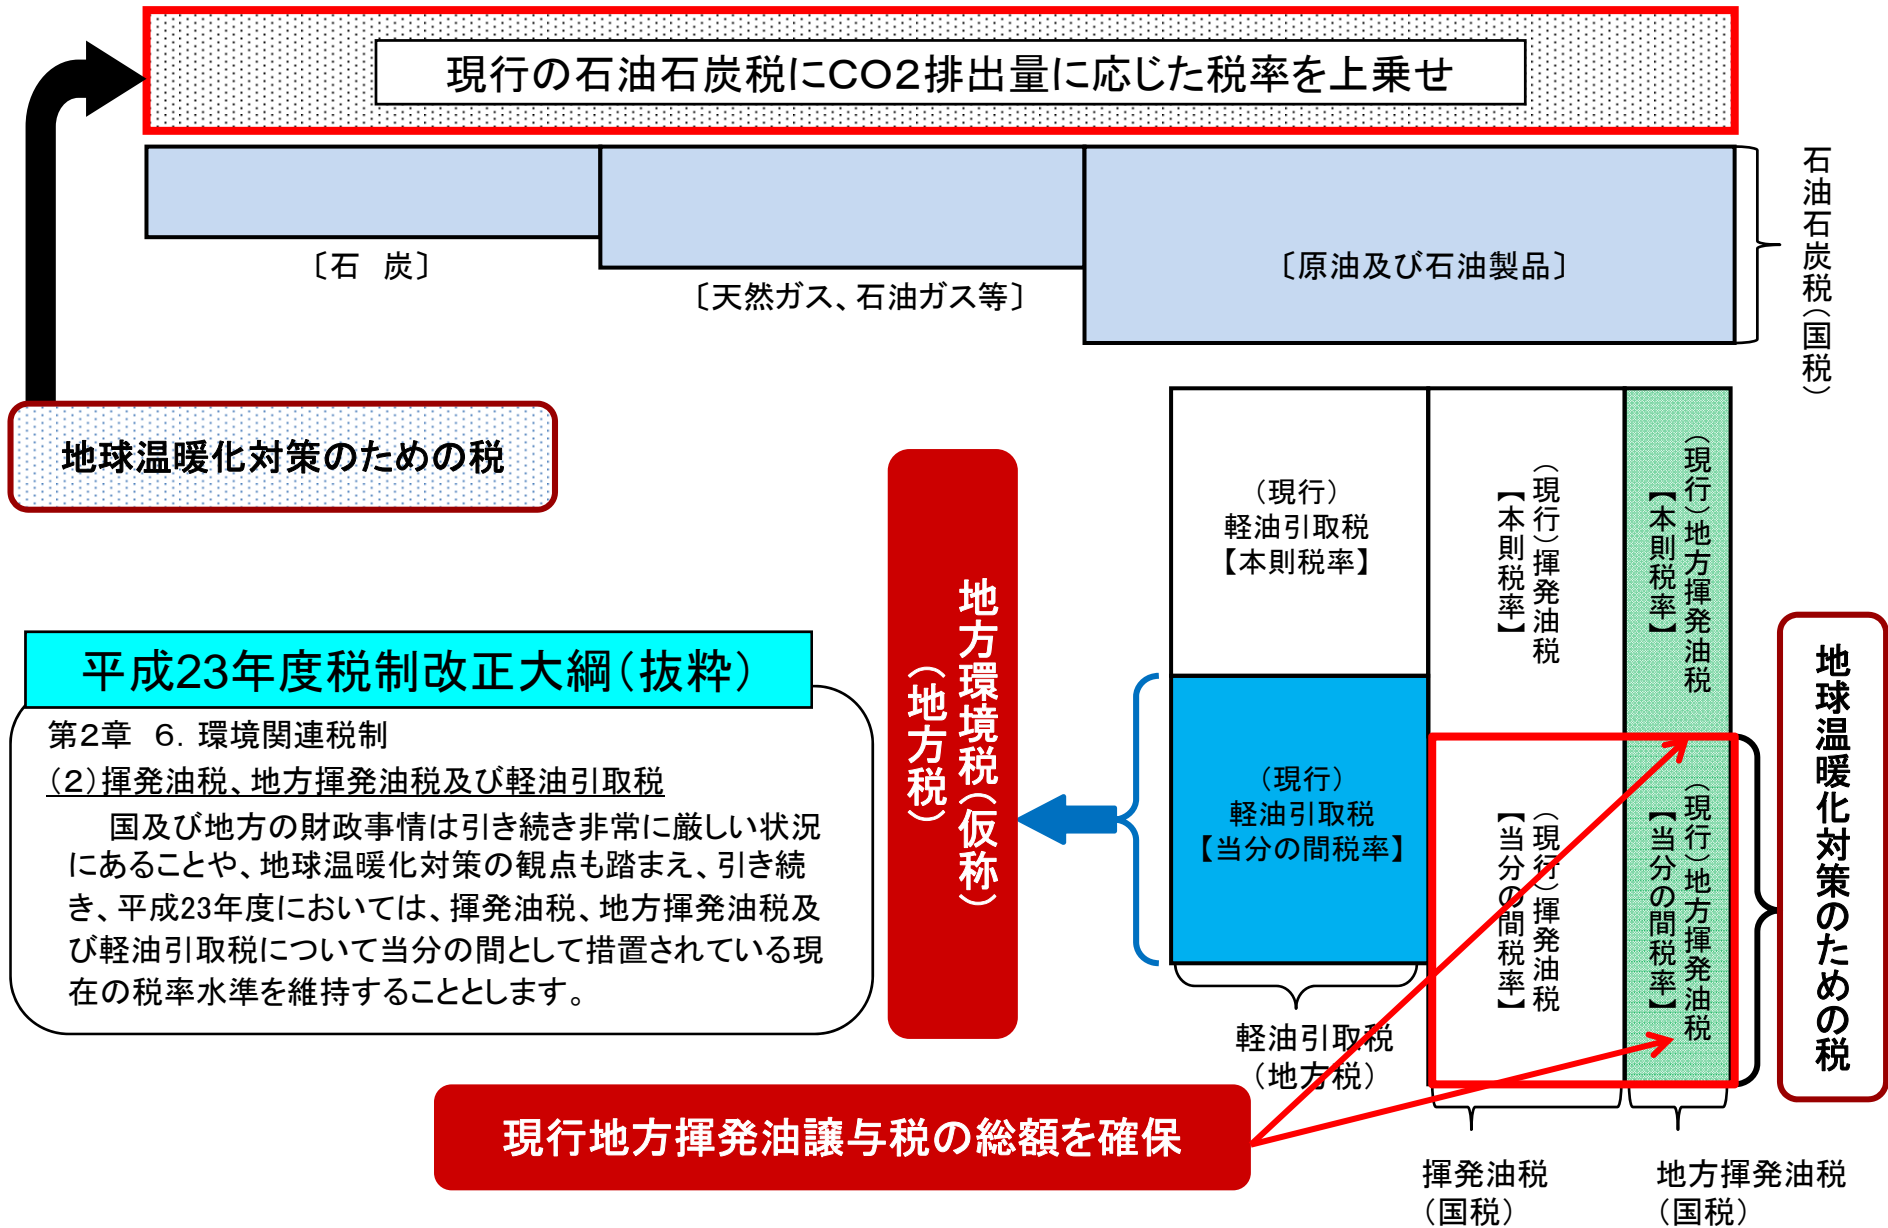 現行の石油石炭税にCO2排出量に応じた税率を上乗せ
〔石　炭〕
〔天然ガス、石油ガス等〕
〔原油及び石油製品〕
石油石炭税（国税）
地球温暖化対策のための税
（現行）
軽油引取税
【本則税率】
（現行）揮発油税
【本則税率】
（現行）地方揮発油税
【本則税率】
地方環境税（仮称）
（地方税）
（現行）
軽油引取税
【当分の間税率】
（現行）揮発油税
【当分の間税率】
（現行）地方揮発油税
【当分の間税率】
地球温暖化対策のための税
平成23年度税制改正大綱（抜粋）
第2章　6．環境関連税制
（2）揮発油税、地方揮発油税及び軽油引取税
国及び地方の財政事情は引き続き非常に厳しい状況
にあることや、地球温暖化対策の観点も踏まえ、引き続
き、平成23年度においては、揮発油税、地方揮発油税及
び軽油引取税について当分の間として措置されている現
在の税率水準を維持することとします。
軽油引取税
（地方税）
現行地方揮発油譲与税の総額を確保
揮発油税
（国税）
地方揮発油税
（国税）